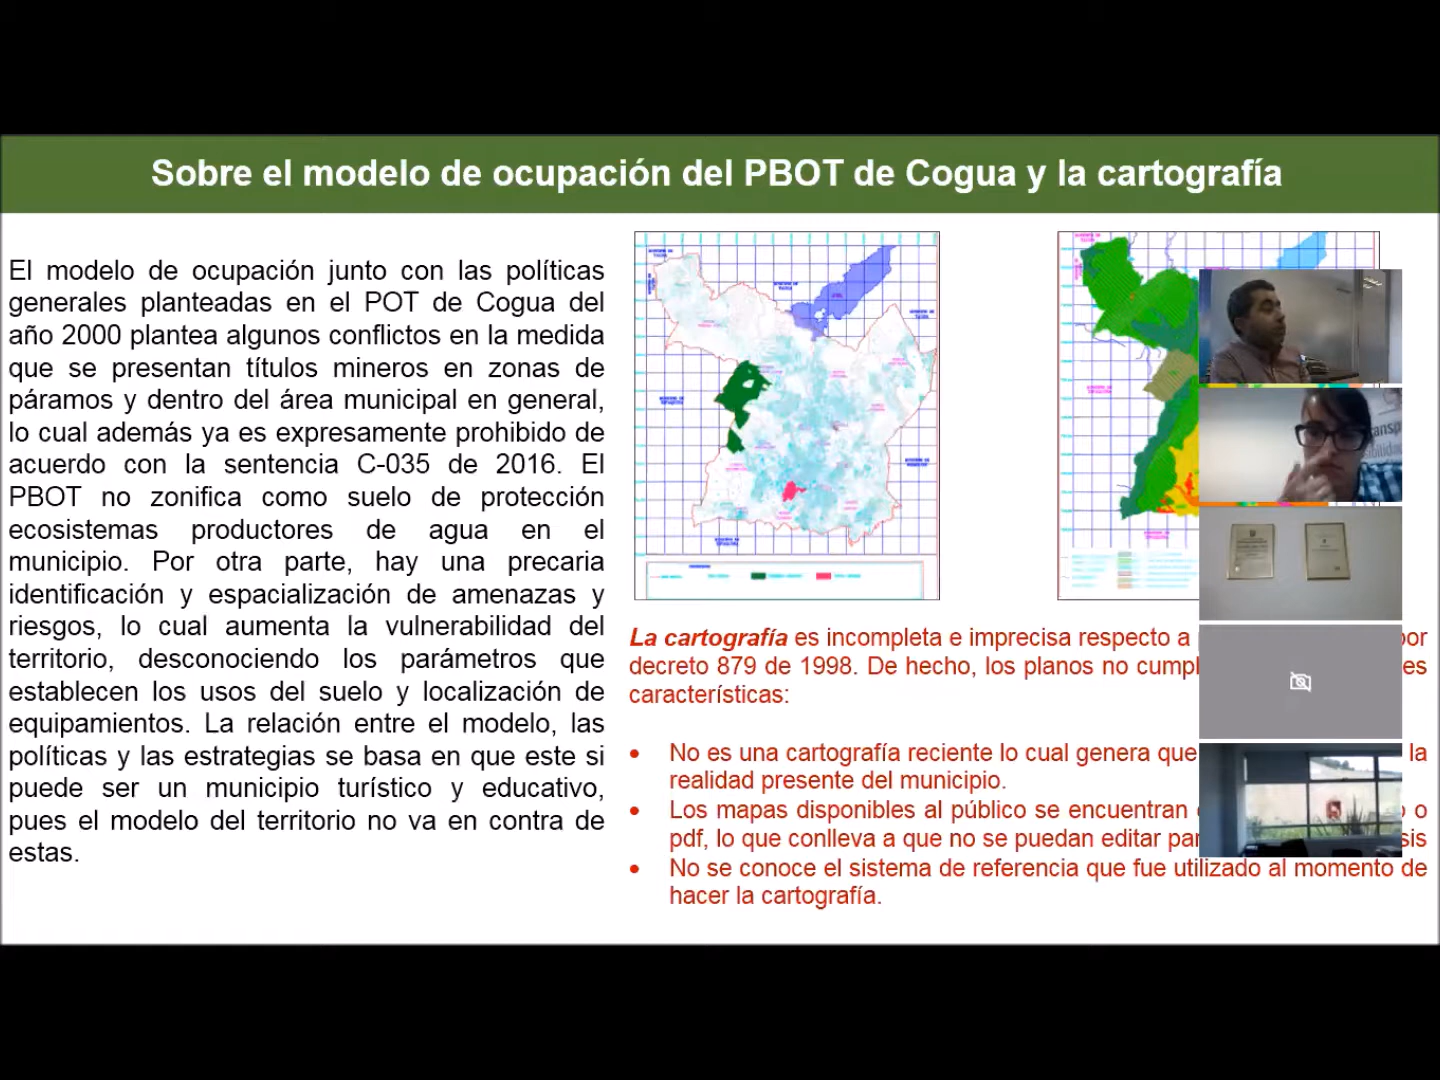 Sobre el modelo de ocupación del PBOT de Cogua y la cartografía
El modelo de ocupación junto con las políticas
generales planteadas en el POT de Cogua del
año 2000 plantea algunos conflictos en la medida
que se presentan títulos mineros en zonas de
páramos y dentro del área municipal en general,
lo cual además ya es expresamente prohibido de
acuerdo con la sentencia C-035 de 2016. El
PBOT no zonifica como suelo de protección
ecosistemas productores de agua en el
municipio. Por otra parte, hay una precaria
identificación y espacialización de amenazas y
riesgos, lo cual aumenta la vulnerabilidad del
territorio, desconociendo los parámetros que
establecen los usos del suelo y localización de
equipamientos. La relación entre el modelo, las
políticas y las estrategias se basa en que este si
puede ser un municipio turístico y educativo,
pues el modelo del territorio no va en contra de
estas.
La cartografía es incompleta e imprecisa respecto a por
decreto 879 de 1998. De hecho, los planos no
características:
• No es una cartografía reciente lo cual genera que la
realidad presente del municipio.
• Los mapas disponibles al público se encuentran o
pdf, lo que conlleva a que no se puedan editar
• No se conoce el sistema de referencia que fue utilizado al momento de
hacer la cartografía.